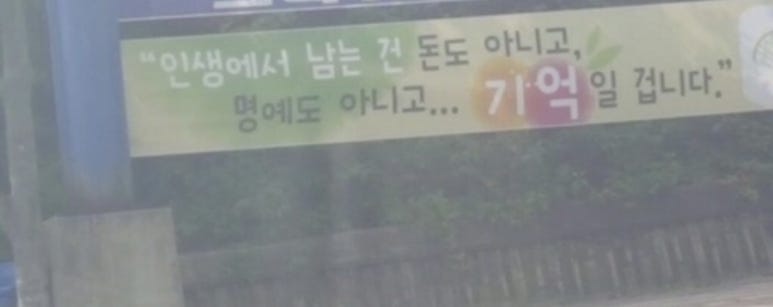 “인생에서 남는 건 돈도 아니고,
명예도 아니고... 기억일 겁니다.”